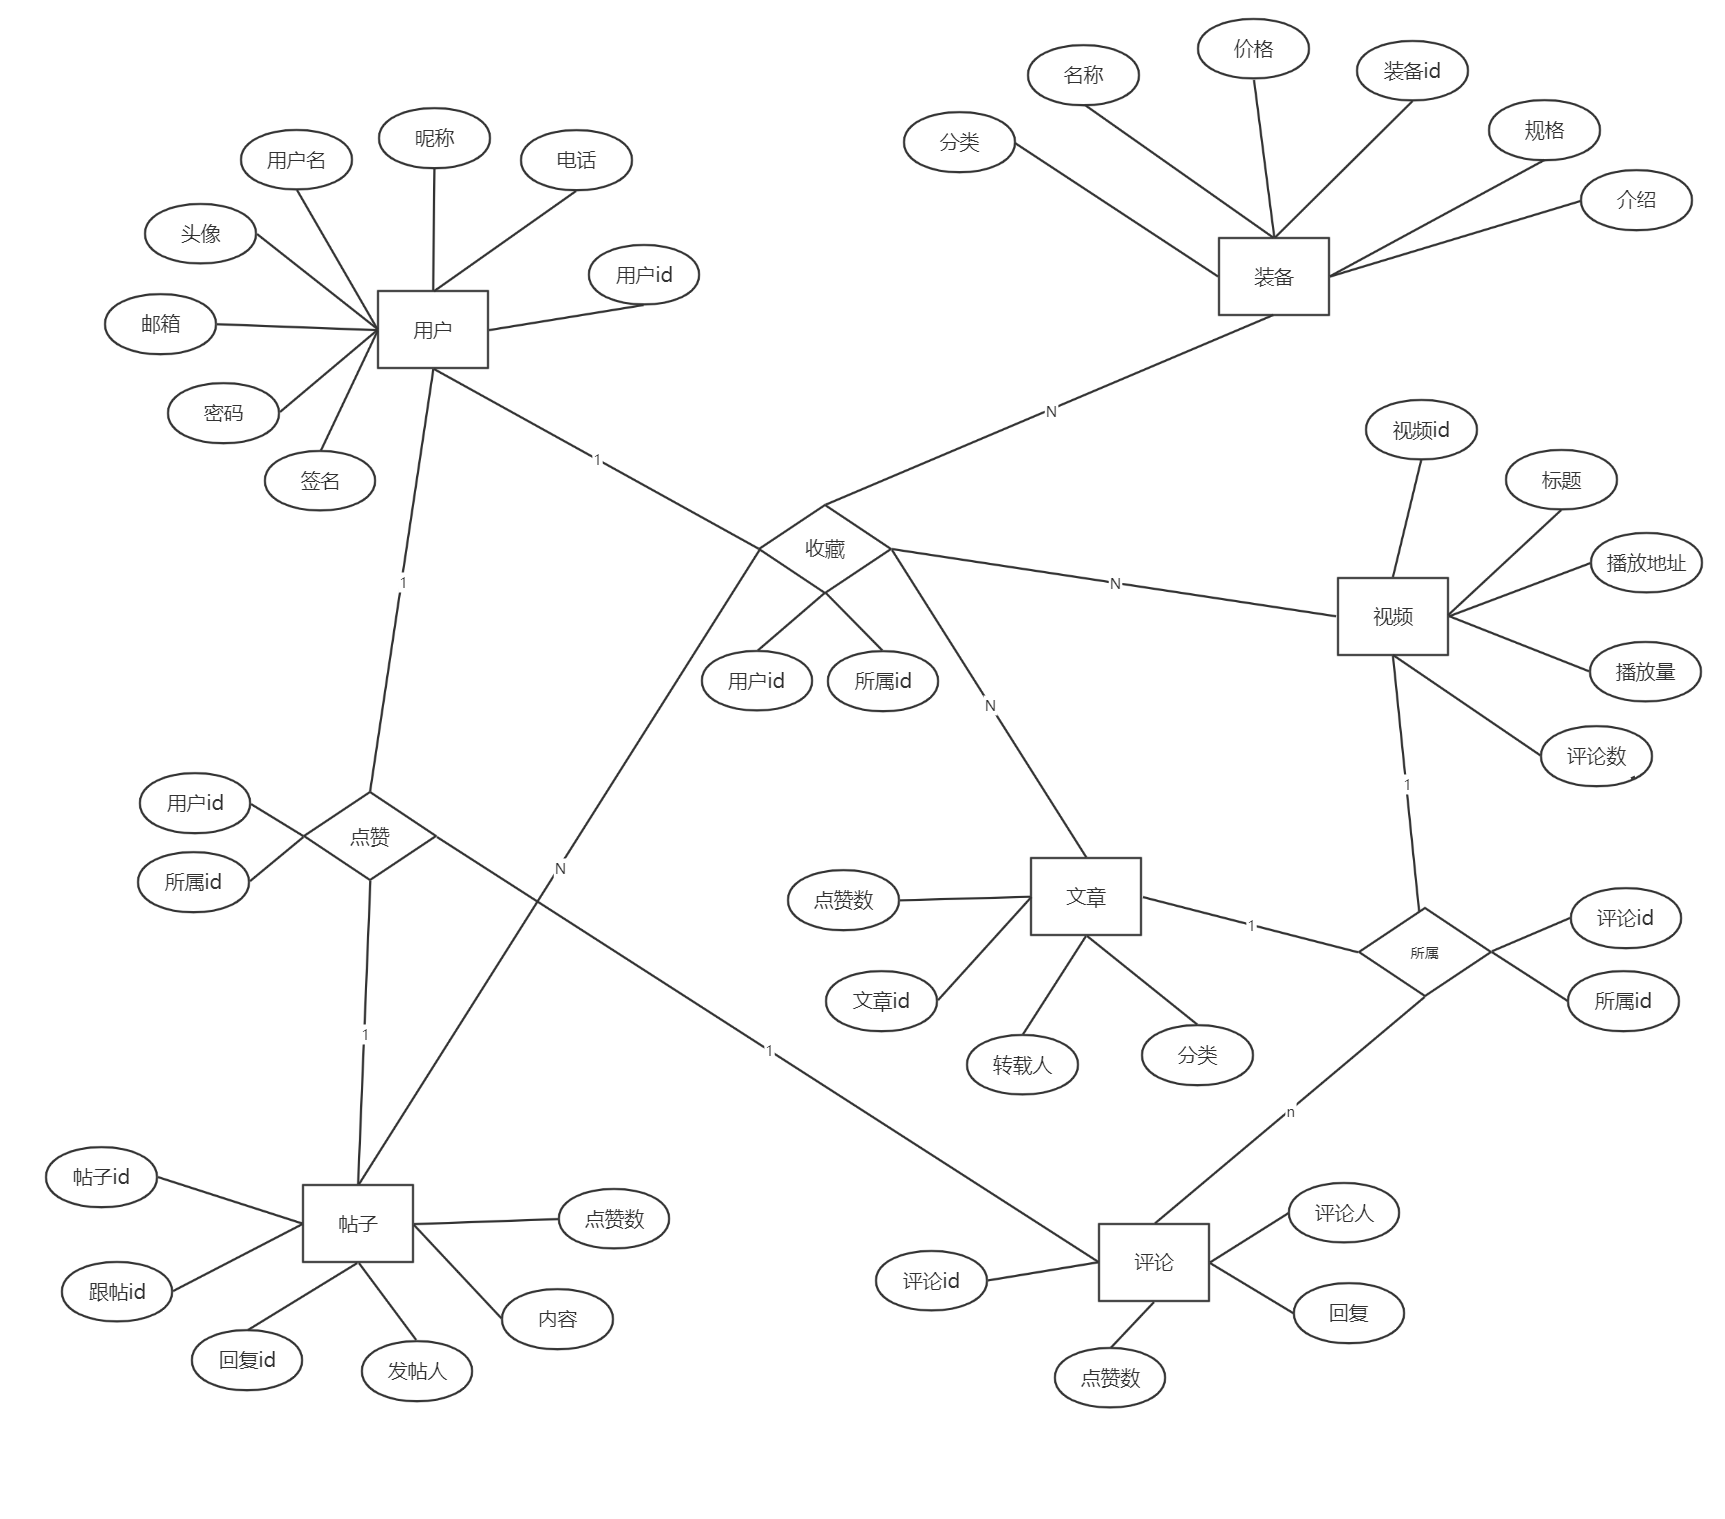 价格
装备id
名称
规格
昵称
分类
用户名
电话
介绍
头像
用户id
装备
邮箱
用户
N
密码
视频id
1
签名
标题
收藏
播放地址
1
N
视频
用户id
所属id
播放量
N
评论数
1
用户id
点赞
N
所属id
文章
点赞数
评论id
1
所属
文章id
所属id
1
1
转载人
分类
n
帖子id
评论人
点赞数
帖子
评论
评论id
跟帖id
回复
内容
回复id
发帖人
点赞数